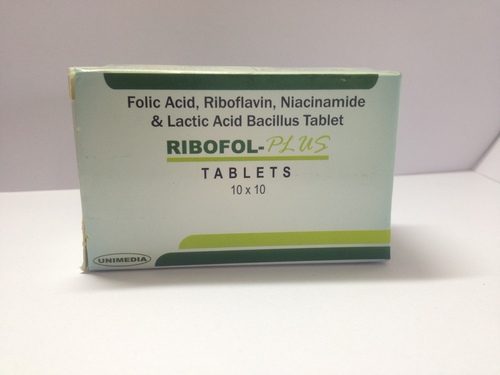 Folic Acid, Riboflavin, Niacinamide
& Lactic Acid Bacillus Tablet
RIBOFOL-PLUS
TABLETS
10 x 10
UNIMEDIA